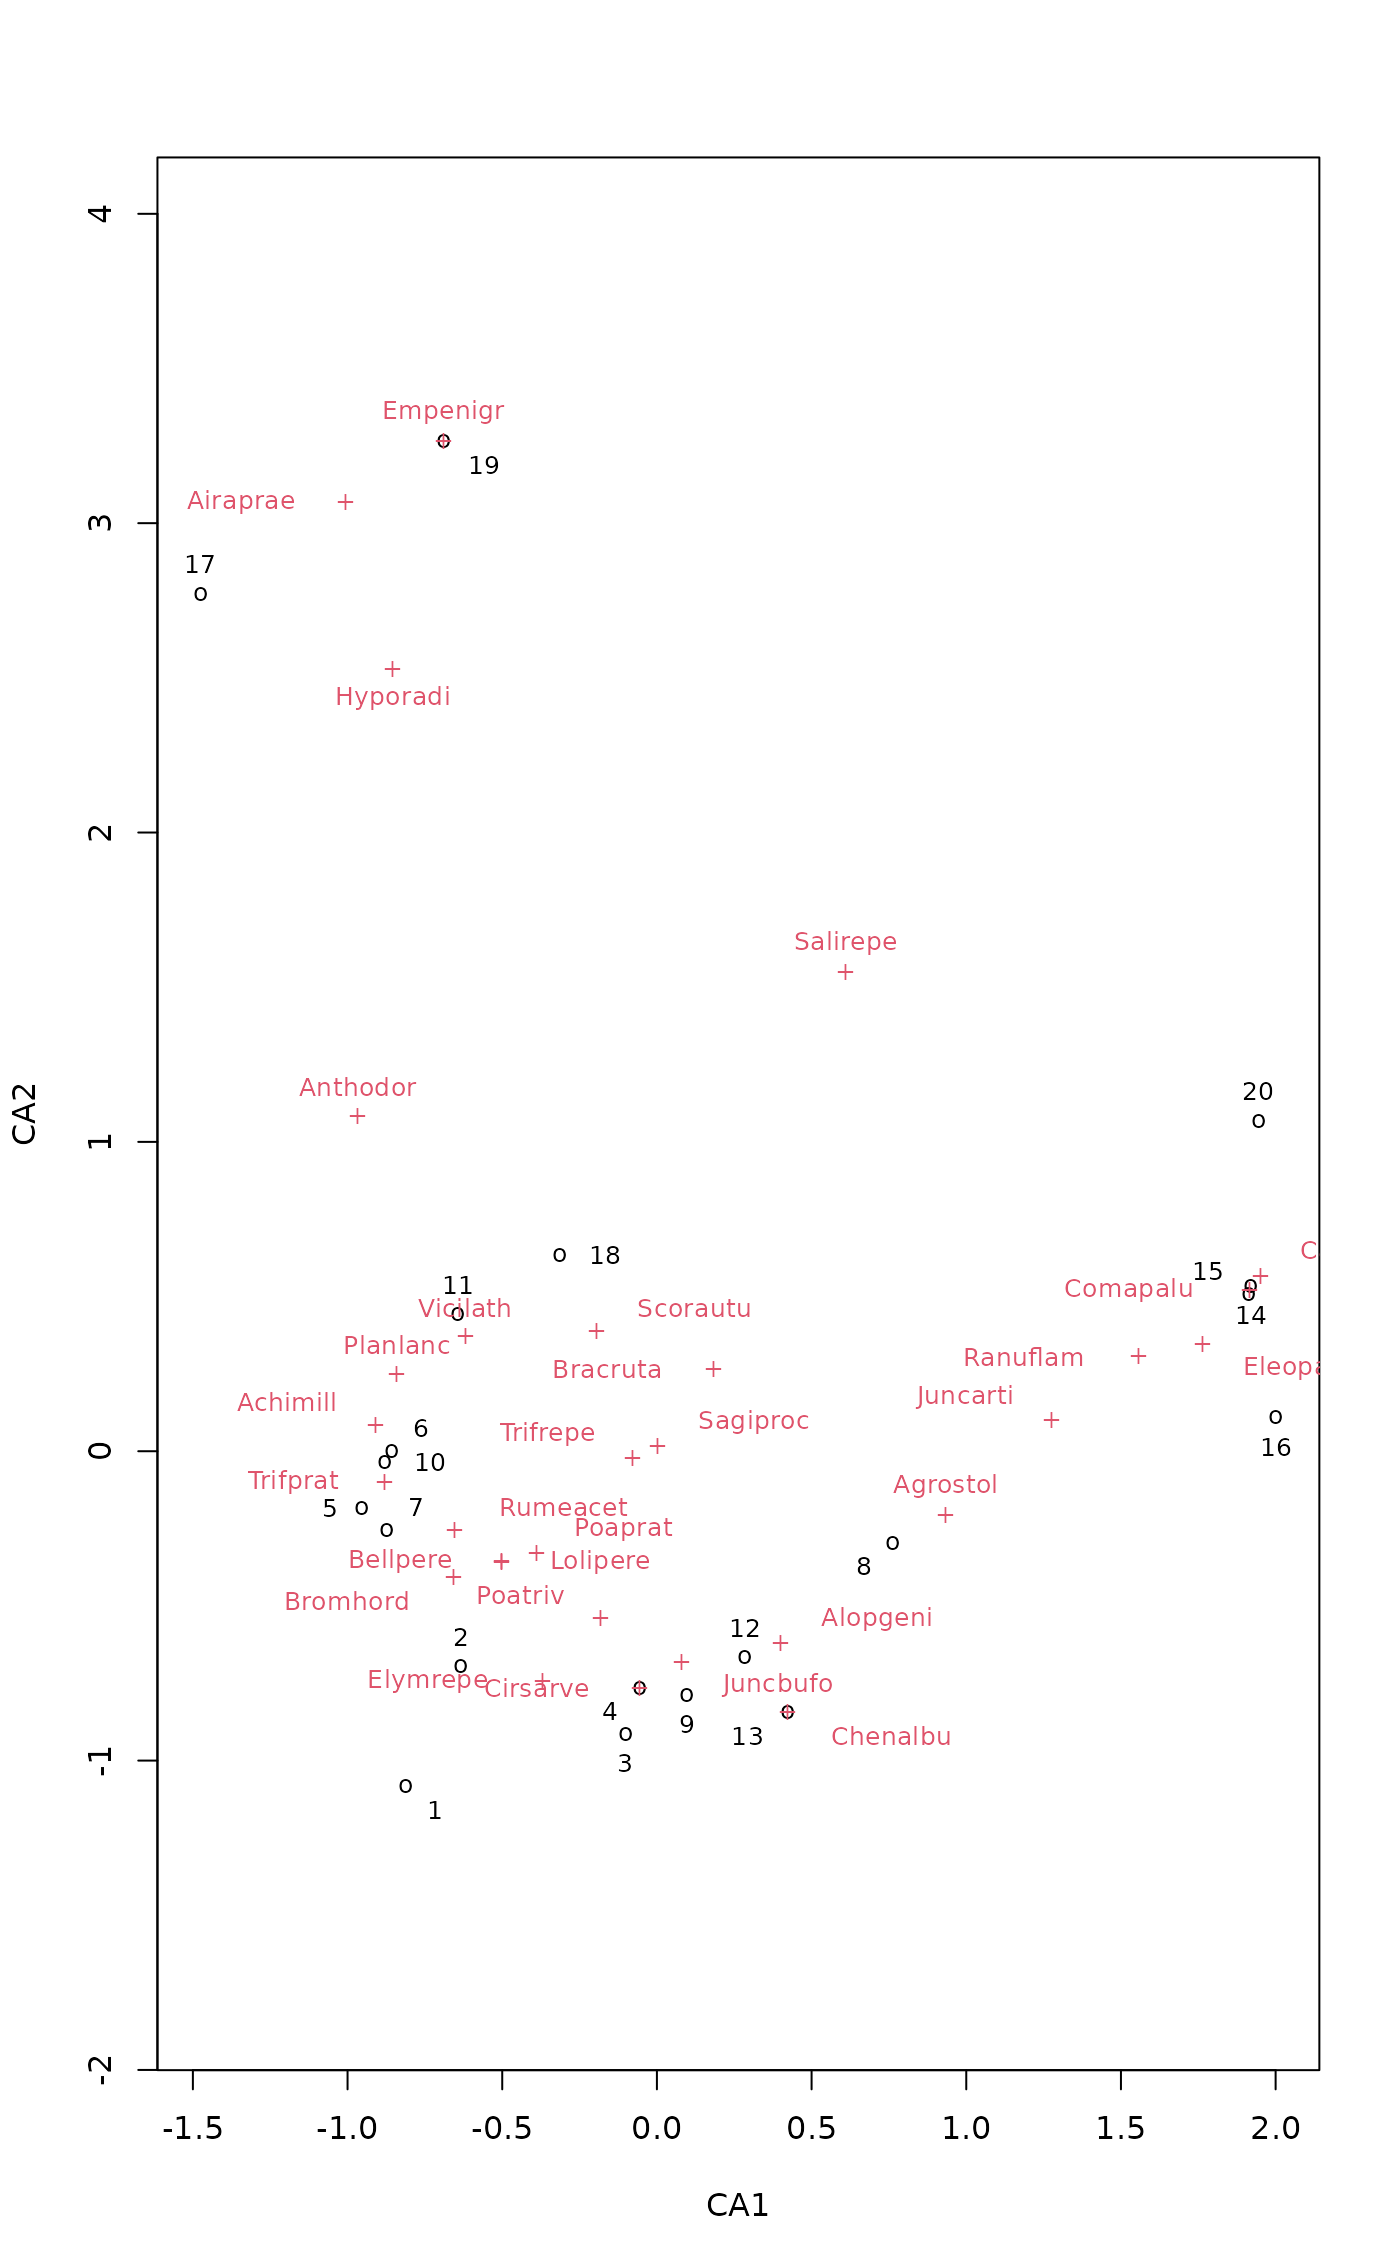 4
Empenigr
19
Airaprae
3
17
Hyporadi
2
Salirepe
Anthodor
20
CA2
1
18
C
15
11
Comapalu
Vicilath
Scorautu
14
Planlanc
Ranuflam
Bracruta
Eleopa
Juncarti
Achimill
6
Sagiproc
Trifrepe
16
0
10
Trifprat
Agrostol
5
7
Rumeacet
Poaprat
Bellpere
Lolipere
8
Poatriv
Bromhord
Alopgeni
12
2
Elymrepe
Juncbufo
Cirsarve
4
9
13
Chenalbu
3
-1
1
-2
-1.5 -1.0 -0.5 0.0 0.5 1.0 1.5 2.0
CA1